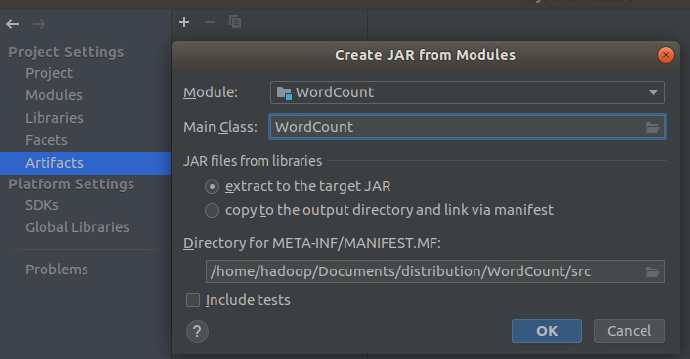 Project Settings
Project
Modules
Libraries
Facets
Artifacts
Platform Settings
SDKs
Global Libraries
Problems
Create JAR from Modules
Module: WordCount
Main Class: WordCount
JAR files from libraries
extract to the target JAR
copy to the output directory and link via manifest
Directory for META-INF/MANIFEST.MF:
/home/hadoop/Documents/distribution/WordCount/src
Include tests
? OK Cancel